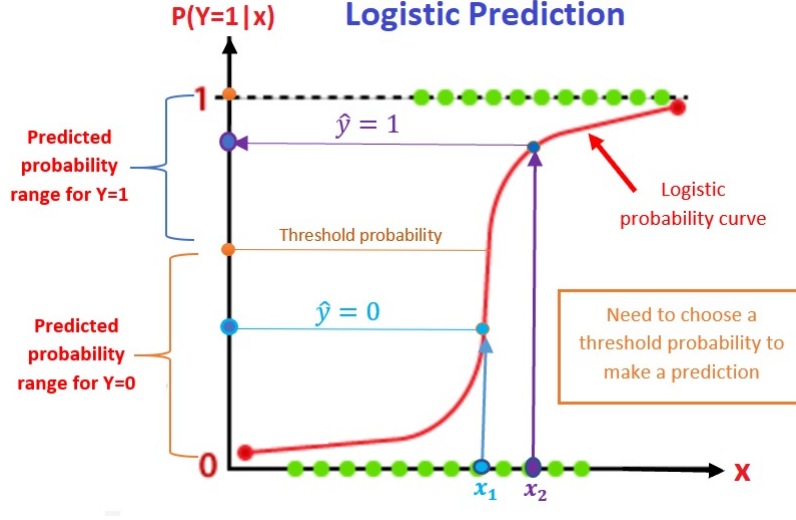 Logistic Prediction
P(Y=1|x)
1
ŷ = 1
Predicted
probability
range for Y=1
Logistic
probability curve
Threshold probability
ŷ = 0
Need to choose a
threshold probability to
make a prediction
Predicted
probability
range for Y=0
0
x₁
x₂
X